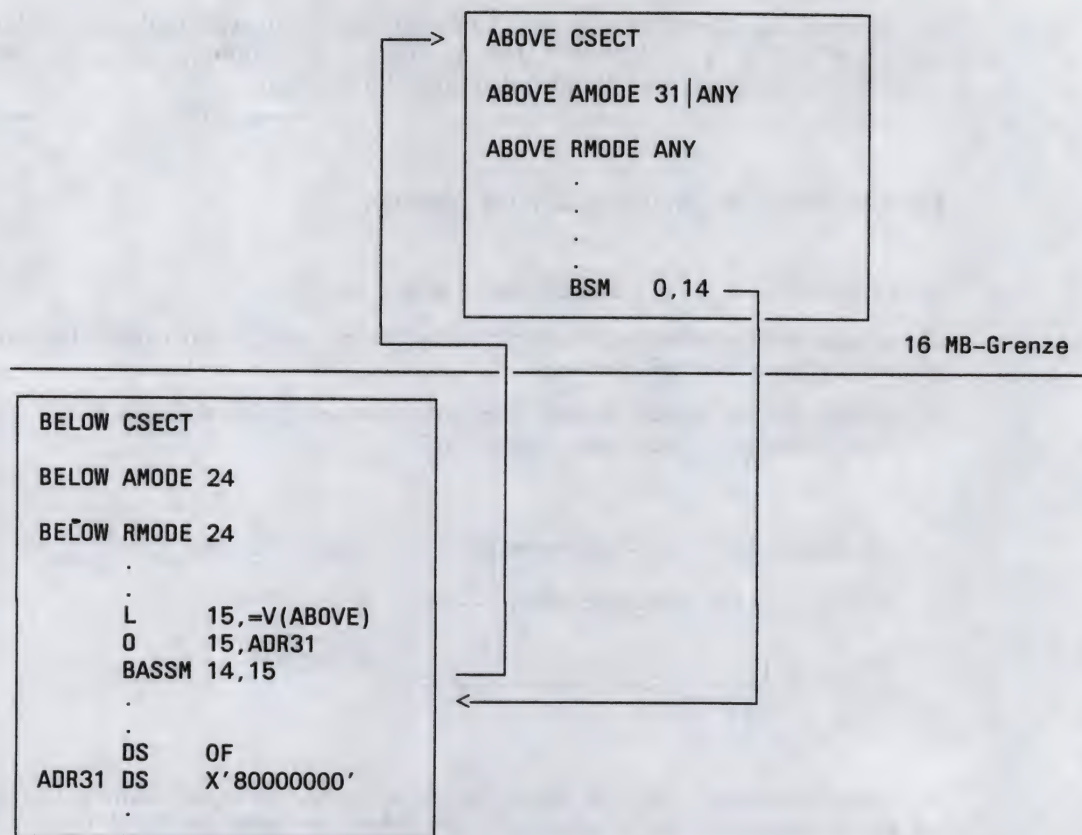 ABOVE CSECT
ABOVE AMODE 31|ANY
ABOVE RMODE ANY
.
.
.
.
BSM 0,14
16 MB-Grenze
BELOW CSECT
BELOW AMODE 24
BELOW RMODE 24
.
.
L 15,=V(ABOVE)
O 15,ADR31
BASSM 14,15
.
.
DS 0F
ADR31 DS X'80000000'
.